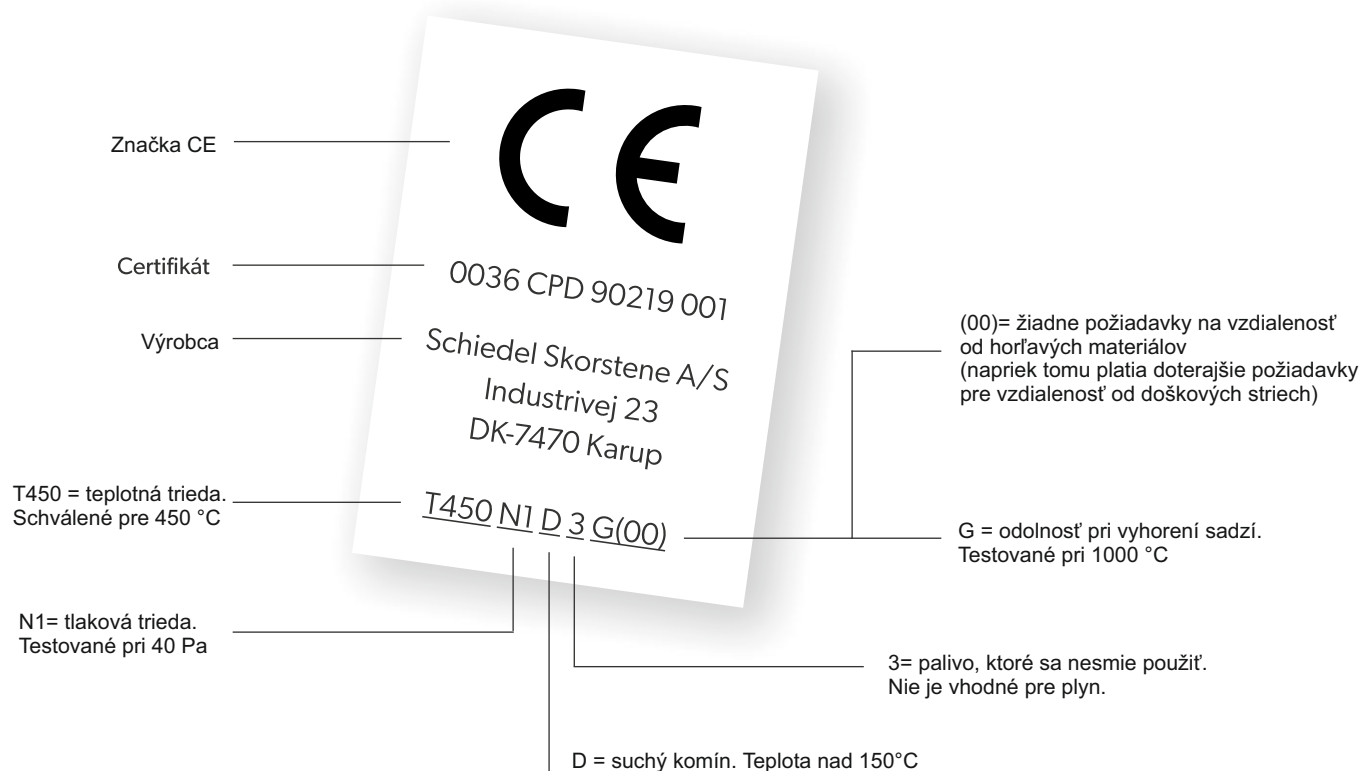 CE
Značka CE
Certifikát
0036 CPD 90219 001
Výrobca
Schiedel Skorstene A/S
Industrivej 23
DK-7470 Karup
(00)= žiadne požiadavky na vzdialenosť
od horľavých materiálov
(napriek tomu platia doterajšie požiadavky
pre vzdialenosť od doškových striech)
T450 = teplotná trieda.
Schválené pre 450 °C
T450 N1 D 3 G(00)
G = odolnosť pri vyhorení sadzí.
Testované pri 1000 °C
N1= tlaková trieda.
Testované pri 40 Pa
3= palivo, ktoré sa nesmie použiť.
Nie je vhodné pre plyn.
D = suchý komín. Teplota nad 150°C